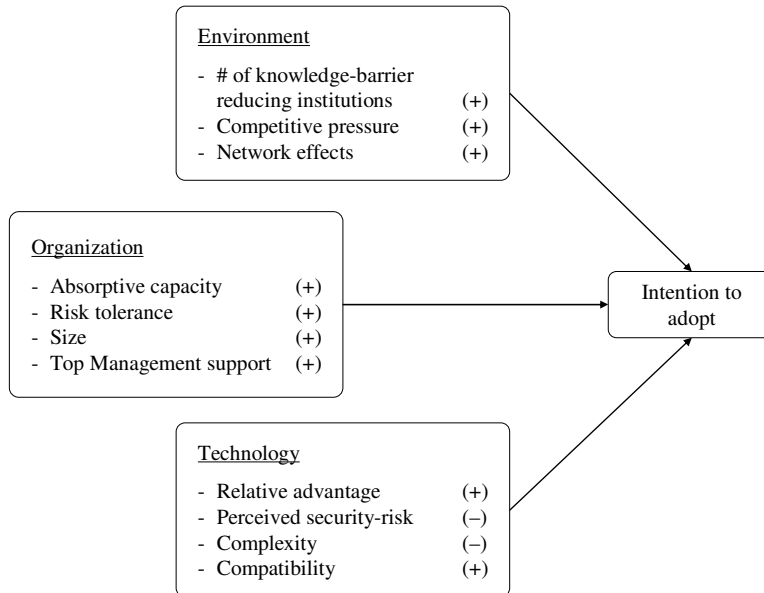 Environment
- # of knowledge-barrier
reducing institutions (+)
- Competitive pressure (+)
- Network effects (+)
Organization
- Absorptive capacity (+)
- Risk tolerance (+)
- Size (+)
- Top Management support (+)
Intention to
adopt
Technology
- Relative advantage (+)
- Perceived security-risk (–)
- Complexity (–)
- Compatibility (+)